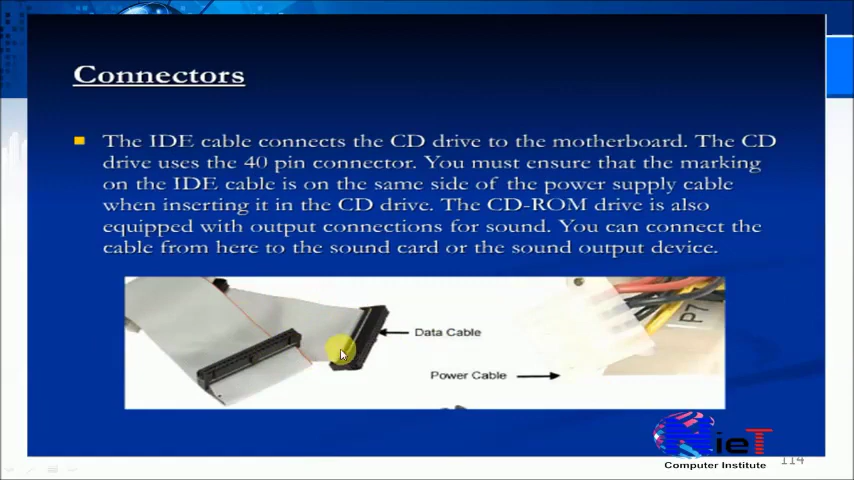 Connectors
The IDE cable connects the CD drive to the motherboard. The CD
drive uses the 40 pin connector. You must ensure that the marking
on the IDE cable is on the same side of the power supply cable
when inserting it in the CD drive. The CD-ROM drive is also
equipped with output connections for sound. You can connect the
cable from here to the sound card or the sound output device.
P7
Data Cable
Power Cable
NieT
Computer Institute
114